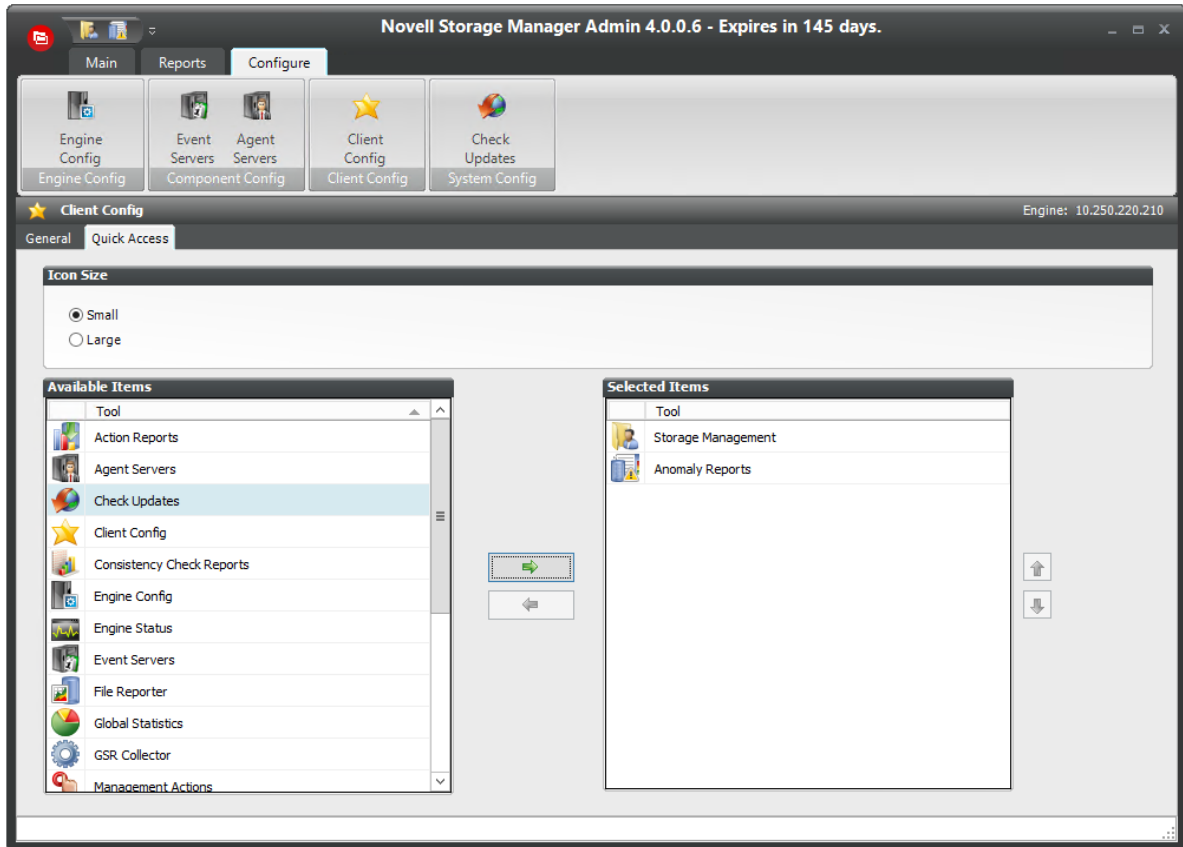 Novell Storage Manager Admin 4.0.0.6 - Expires in 145 days.
Main Reports Configure
Engine Config
Event Servers
Agent Servers
Client Config
Check Updates
Engine Config Component Config Client Config System Config
Client Config Engine: 10.250.220.210
General Quick Access
Icon Size
Small
Large
Available Items
Tool
Action Reports
Agent Servers
Check Updates
Client Config
Consistency Check Reports
Engine Config
Engine Status
Event Servers
File Reporter
Global Statistics
GSR Collector
Management Actions
Selected Items
Tool
Storage Management
Anomaly Reports